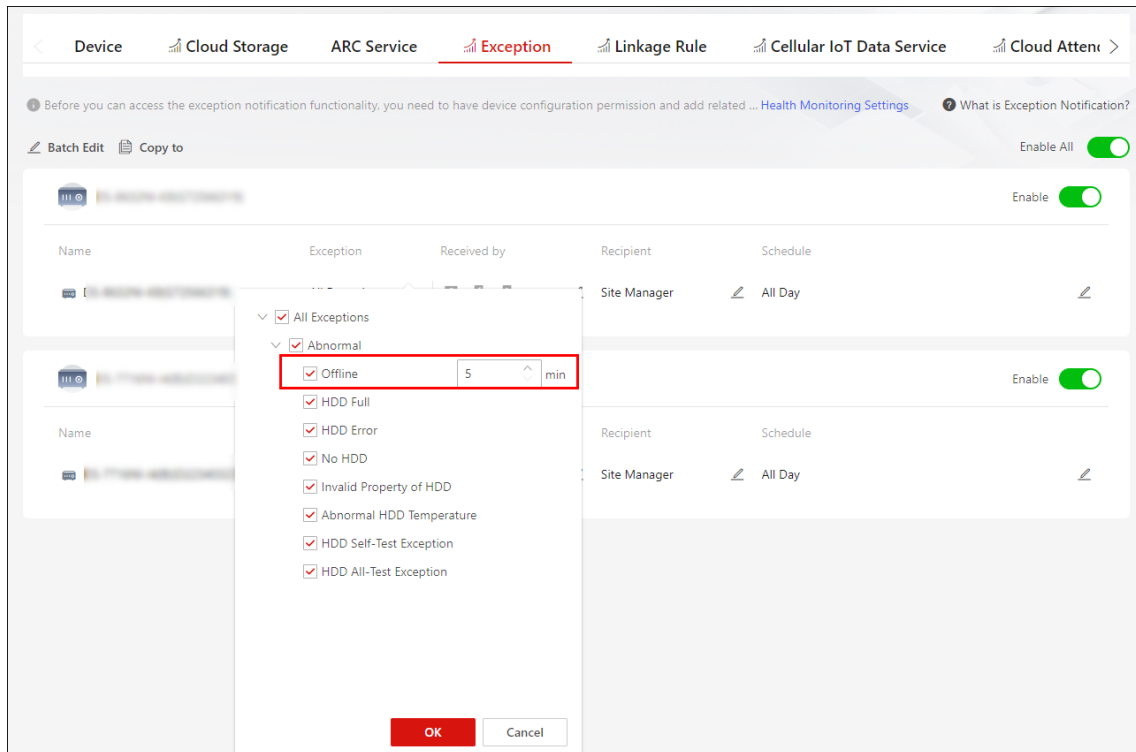 Device Cloud Storage ARC Service Exception Linkage Rule Cellular IoT Data Service Cloud Atten
Before you can access the exception notification functionality, you need to have device configuration permission and add related ... Health Monitoring Settings What is Exception Notification?
Batch Edit Copy to Enable All
Enable
Name Exception Received by Recipient Schedule
Site Manager All Day
All Exceptions
Abnormal
Offline 5 min
Enable
HDD Full
HDD Error
Name Recipient Schedule
No HDD
Site Manager All Day
Invalid Property of HDD
Abnormal HDD Temperature
HDD Self-Test Exception
HDD All-Test Exception
OK Cancel